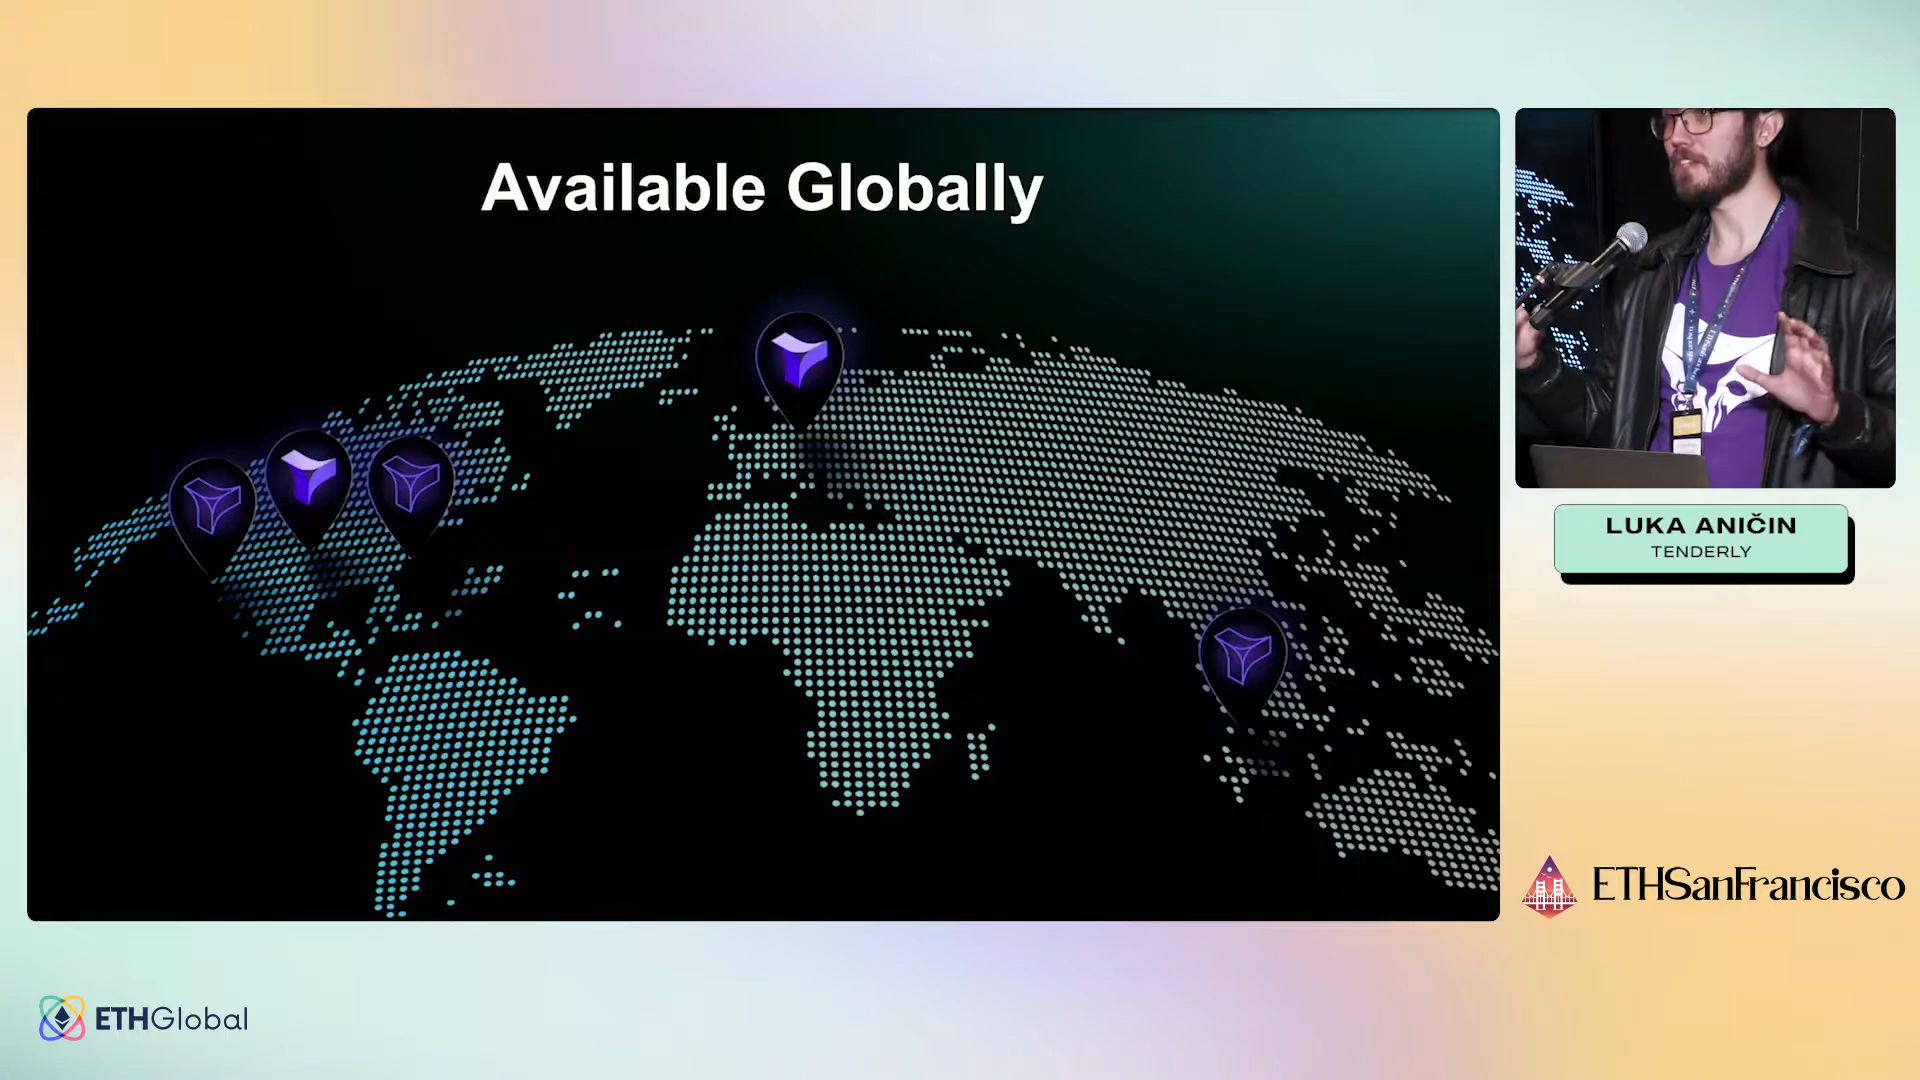 Available Globally
LUKA ANIČIN
TENDERLY
ETHSanFrancisco
ETHGlobal